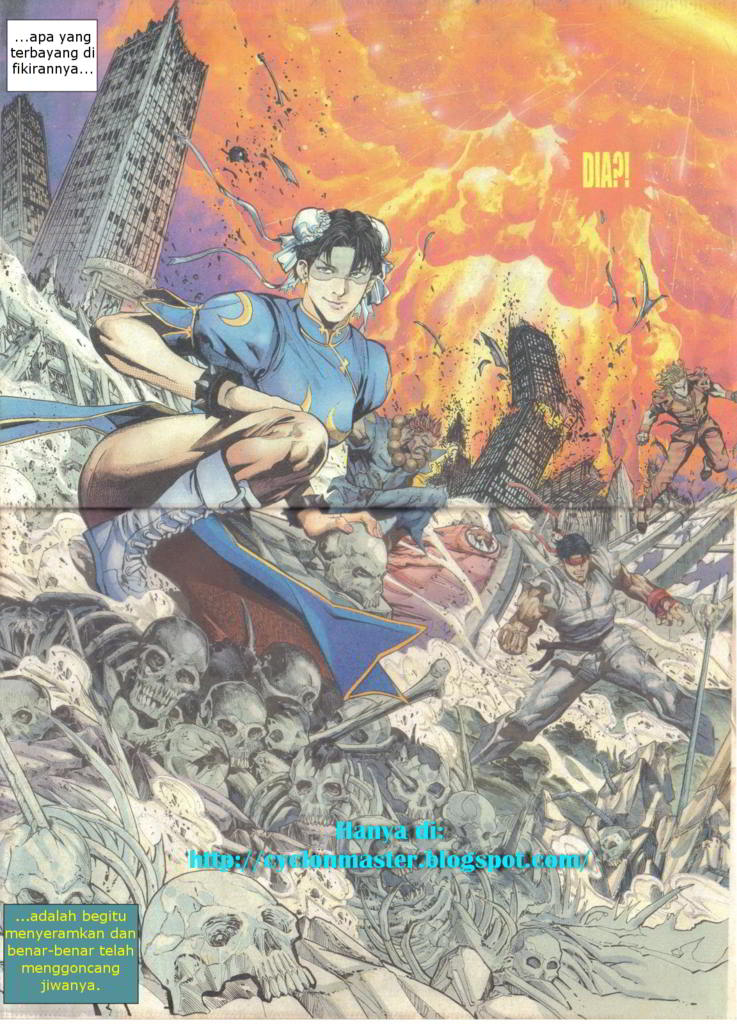 ...apa yang
terbayang di
fikirannya...
DIA?!
Hanya di:
http://cyclonmaster.blogspot.com/
...adalah begitu
menyeramkan dan
benar-benar telah
menggoncang
jiwanya.